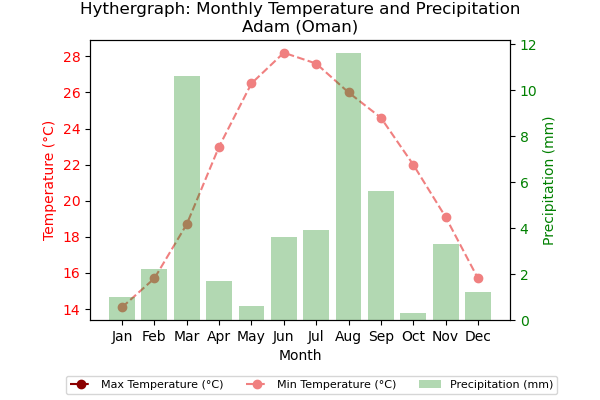 Hythergraph: Monthly Temperature and Precipitation
Adam (Oman)
28
26
24
22
20
18
16
14
Temperature (°C)
12
10
8
6
4
2
0
Precipitation (mm)
Jan Feb Mar Apr May Jun Jul Aug Sep Oct Nov Dec
Month
Max Temperature (°C) Min Temperature (°C) Precipitation (mm)